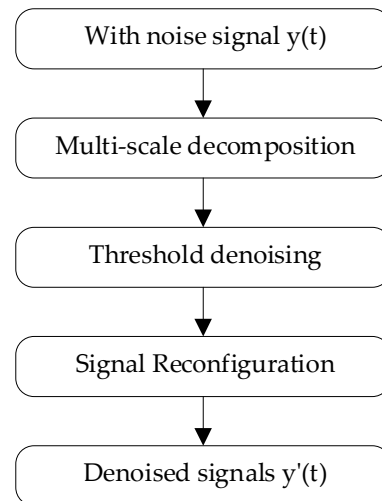 With noise signal y(t)
Multi-scale decomposition
Threshold denoising
Signal Reconfiguration
Denoised signals y'(t)